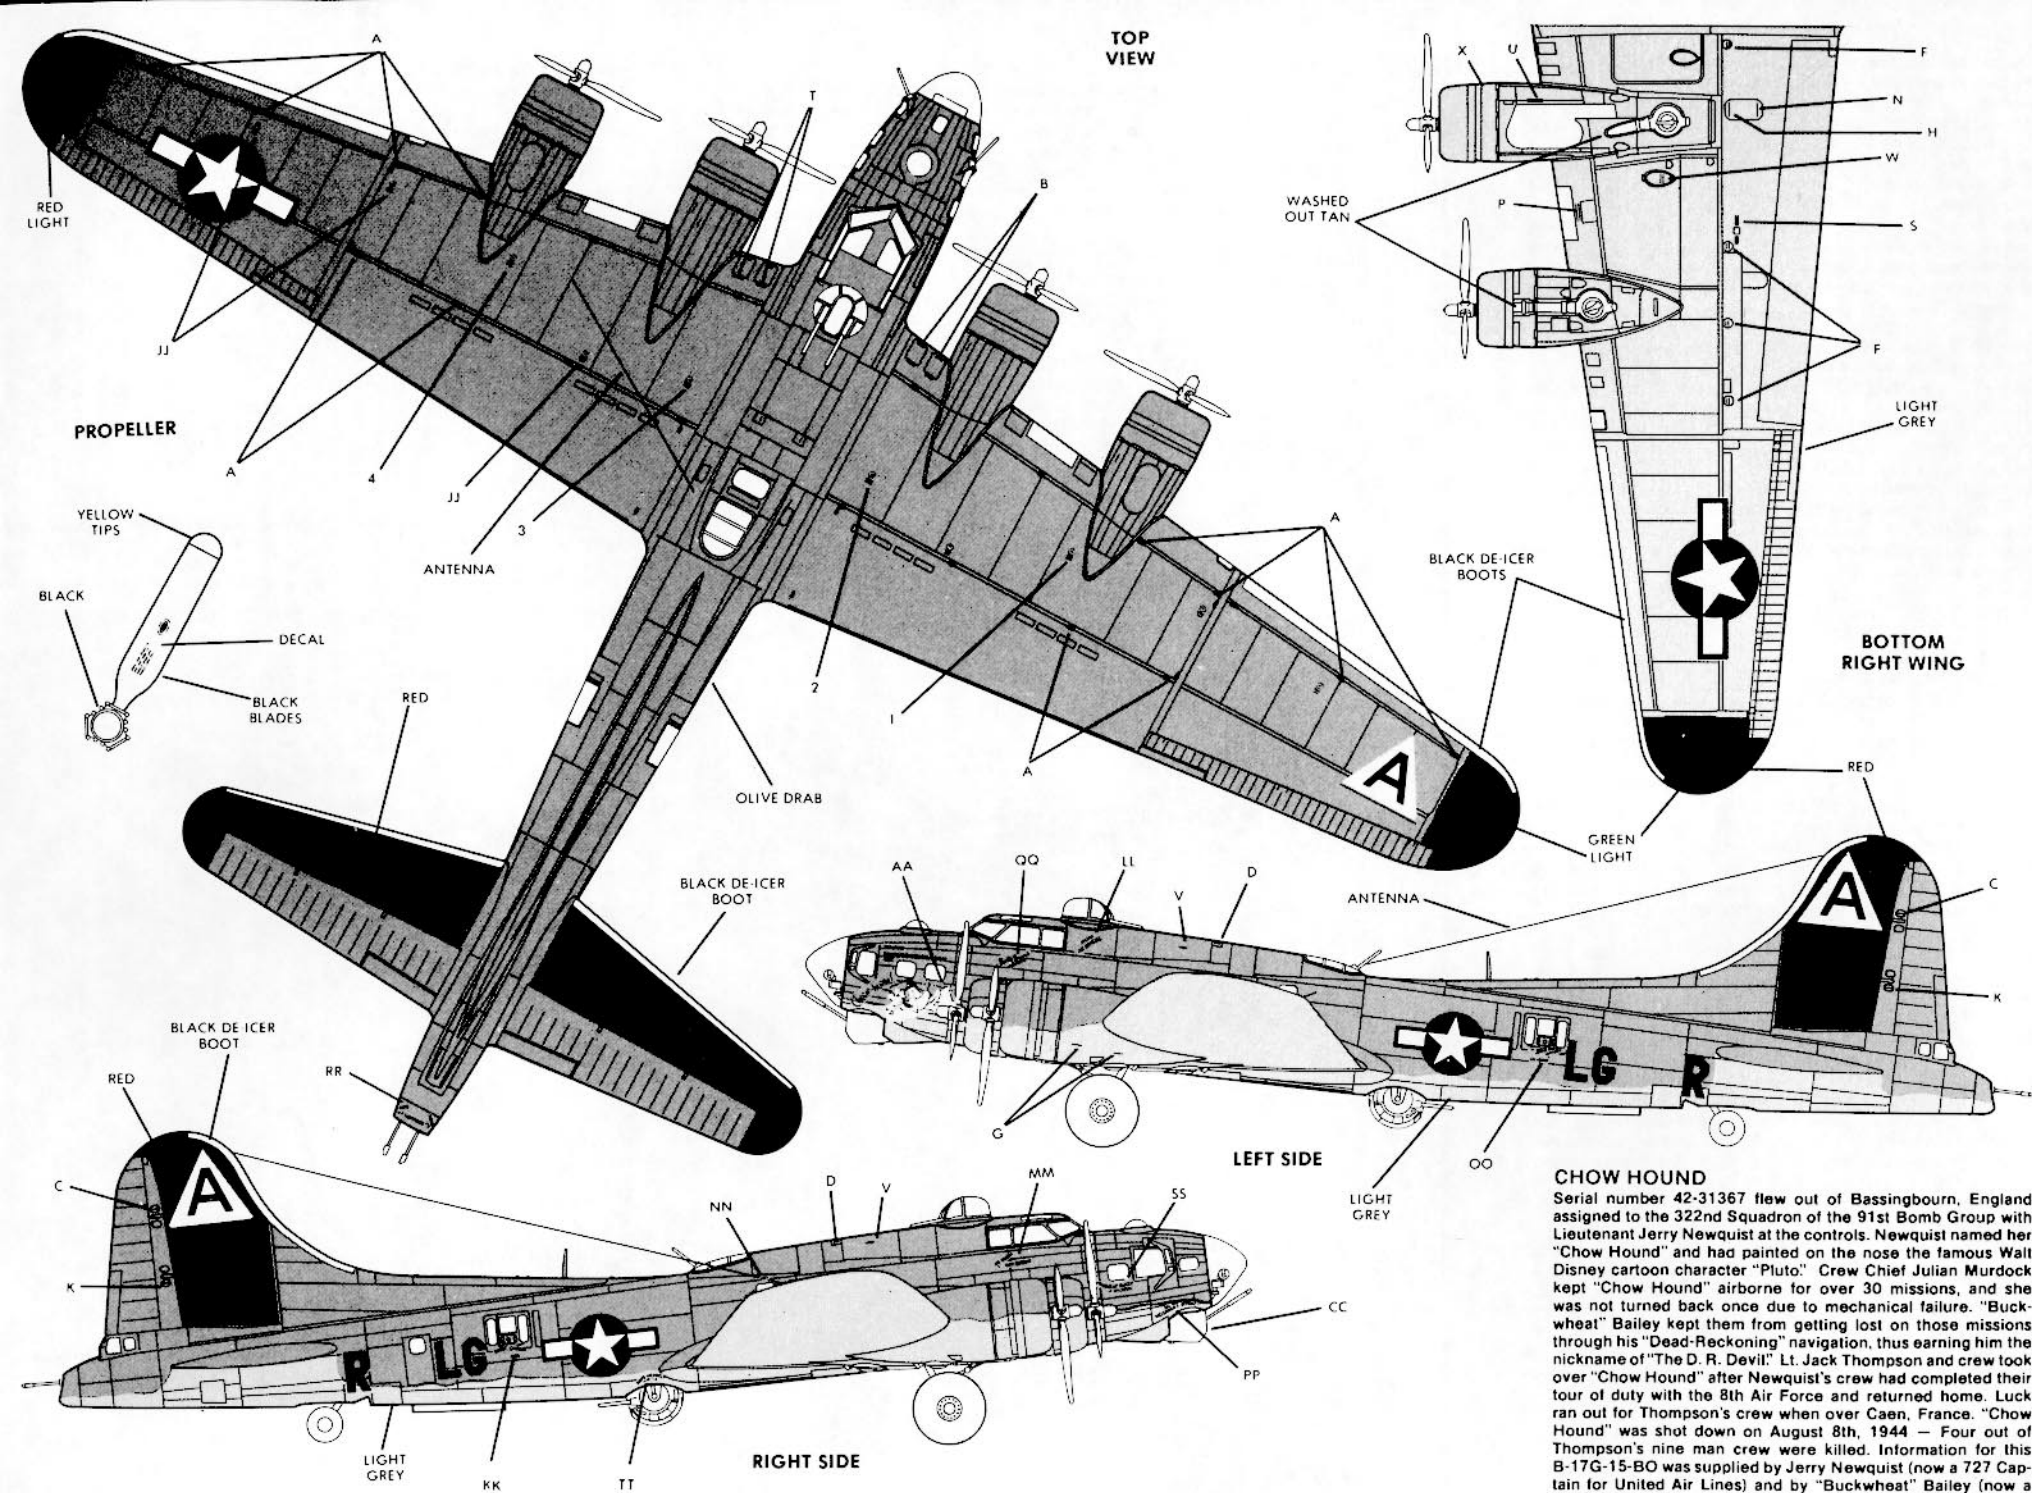 TOP
VIEW
A
T
B
X
U
F
N
H
W
P
S
WASHED
OUT TAN
F
LIGHT
GREY
RED
LIGHT
JJ
A
4
JJ
3
ANTENNA
PROPELLER
YELLOW
TIPS
BLACK
DECAL
BLACK
BLADES
A
BLACK DE-ICER
BOOTS
BOTTOM
RIGHT WING
2
1
A
RED
OLIVE DRAB
A
RED
GREEN
LIGHT
BLACK DE-ICER
BOOT
RR
AA
QQ
LL
V
D
ANTENNA
A
C
K
LG
R
G
LEFT SIDE
LIGHT
GREY
OO
BLACK DE-ICER
BOOT
RED
A
C
K
NN
D
V
MM
SS
CC
PP
R
LG
LIGHT
GREY
KK
TT
RIGHT SIDE
CHOW HOUND
Serial number 42-31367 flew out of Bassingbourn, England
assigned to the 322nd Squadron of the 91st Bomb Group with
Lieutenant Jerry Newquist at the controls. Newquist named her
"Chow Hound" and had painted on the nose the famous Walt
Disney cartoon character "Pluto." Crew Chief Julian Murdock
kept "Chow Hound" airborne for over 30 missions, and she
was not turned back once due to mechanical failure. "Buck-
wheat" Bailey kept them from getting lost on those missions
through his "Dead-Reckoning" navigation, thus earning him the
nickname of "The D. R. Devil." Lt. Jack Thompson and crew took
over "Chow Hound" after Newquist's crew had completed their
tour of duty with the 8th Air Force and returned home. Luck
ran out for Thompson's crew when over Caen, France. "Chow
Hound" was shot down on August 8th, 1944 — Four out of
Thompson's nine man crew were killed. Information for this
B-17G-15-BO was supplied by Jerry Newquist (now a 727 Cap-
tain for United Air Lines) and by "Buckwheat" Bailey (now a